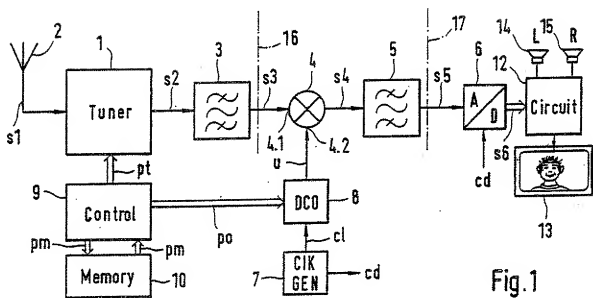 L R
14 15
2 1 3 16 4 5 17 6 12
s1 Tuner s2 s3 s4 s5 A D s6 Circuit
4.1 4.2
pt u cd
9 Control po DCO 8 13
pm pm cl
Memory 10 7 ClK GEN cd
Fig.1